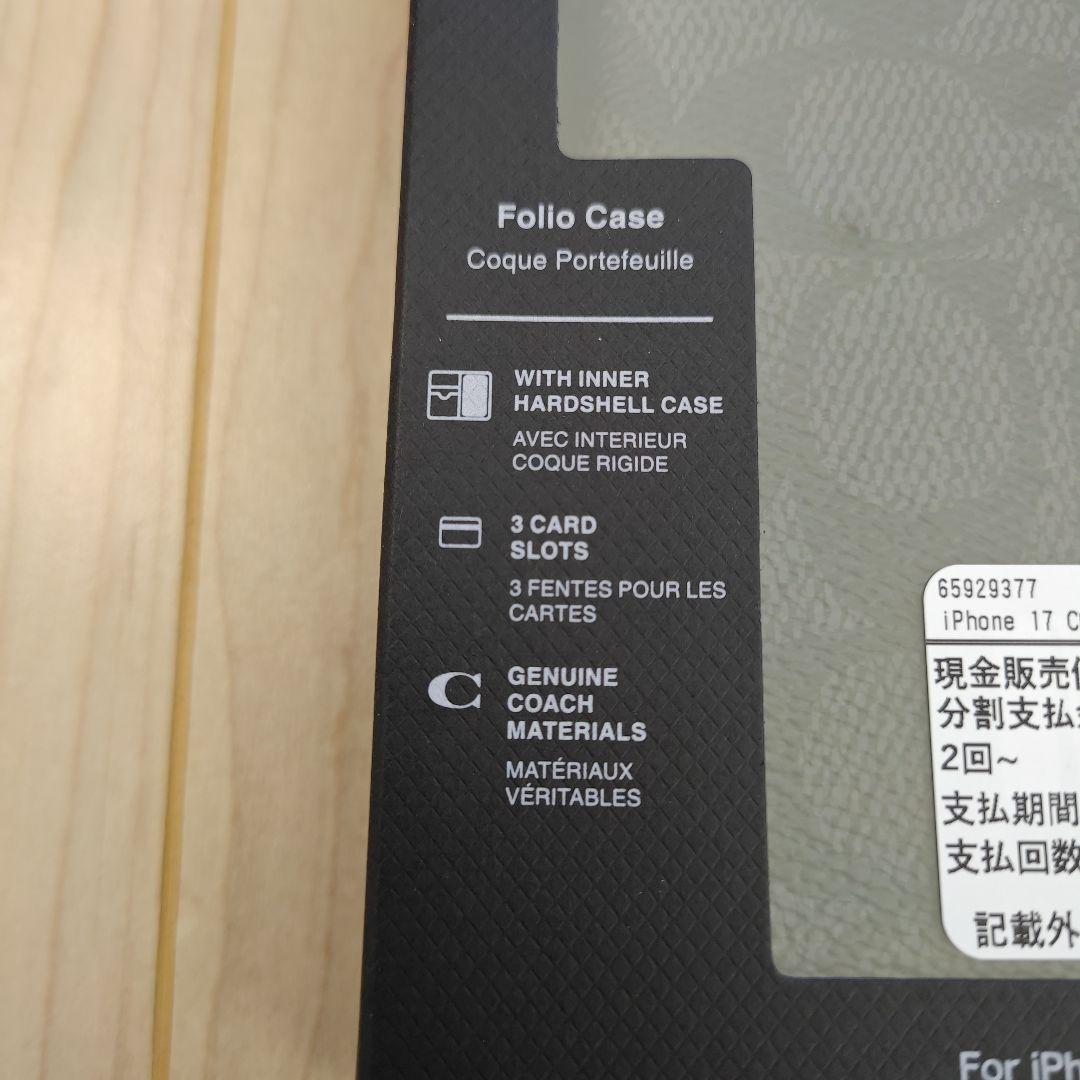 Folio Case
Coque Portefeuille
WITH INNER
HARDSHELL CASE
AVEC INTERIEUR
COQUE RIGIDE
3 CARD
SLOTS
3 FENTES POUR LES
CARTES
C
GENUINE
COACH
MATERIALS
MATÉRIAUX
VÉRITABLES
65929377
iPhone 17
現金販売
分割支払
2回~
支払期間
支払回数
記載外
For